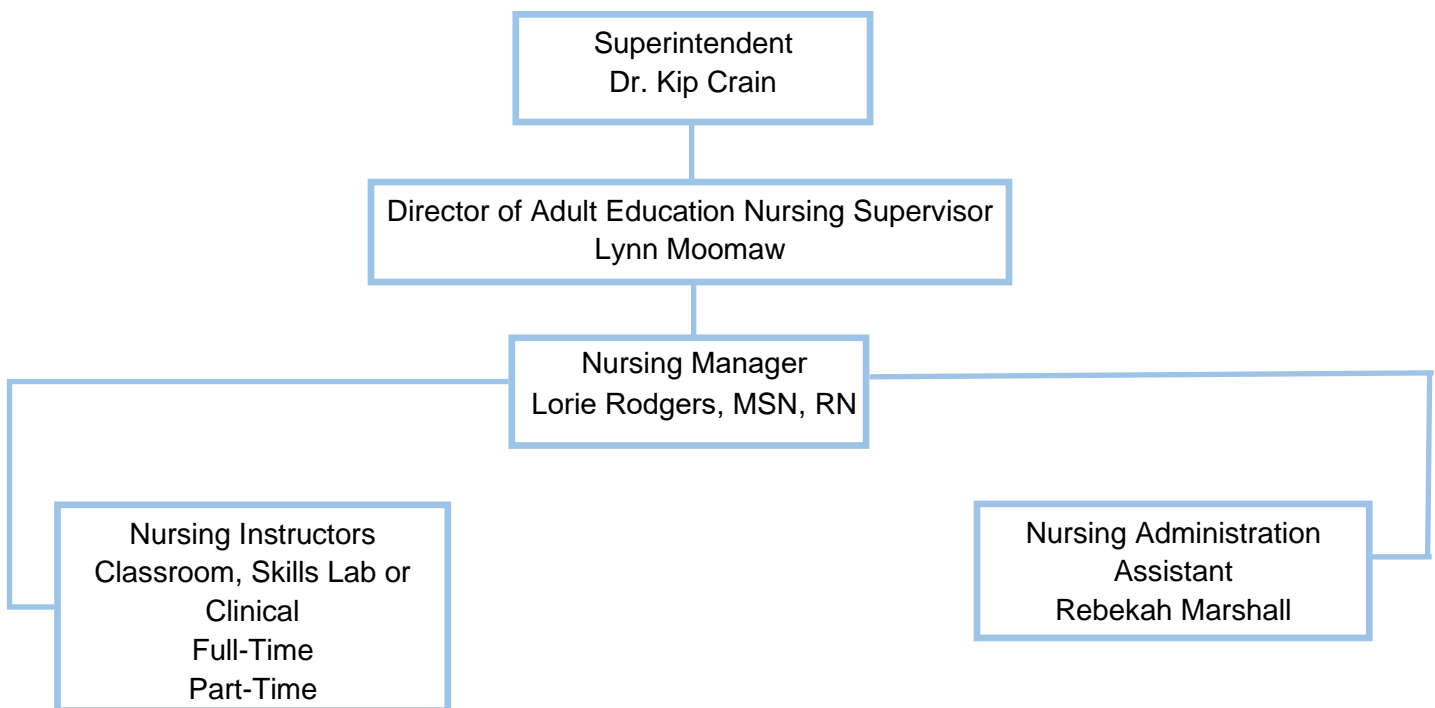 Superintendent
Dr. Kip Crain
Director of Adult Education Nursing Supervisor
Lynn Moomaw
Nursing Manager
Lorie Rodgers, MSN, RN
Nursing Instructors
Classroom, Skills Lab or
Clinical
Full-Time
Part-Time
Nursing Administration
Assistant
Rebekah Marshall